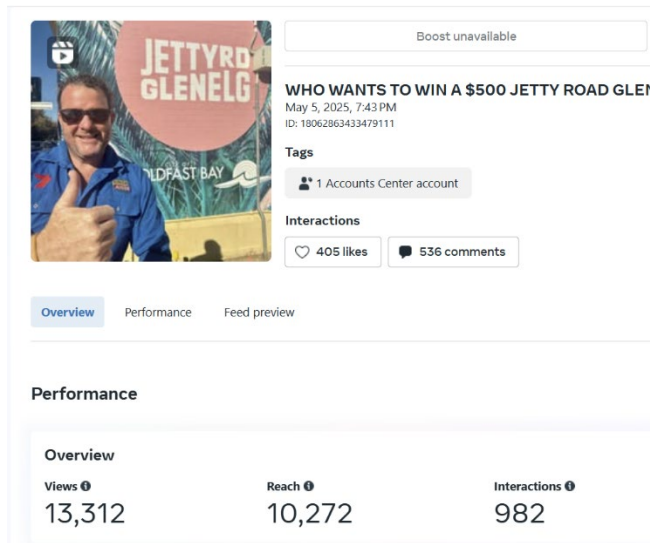 JETTYRD
GLENELG
OLDFAST BAY
Boost unavailable
WHO WANTS TO WIN A $500 JETTY ROAD GLEN
May 5, 2025, 7:43 PM
ID: 18062863433479111
Tags
1 Accounts Center account
Interactions
405 likes
536 comments
Overview
Performance
Feed preview
Performance
Overview
Views
Reach
Interactions
13,312
10,272
982